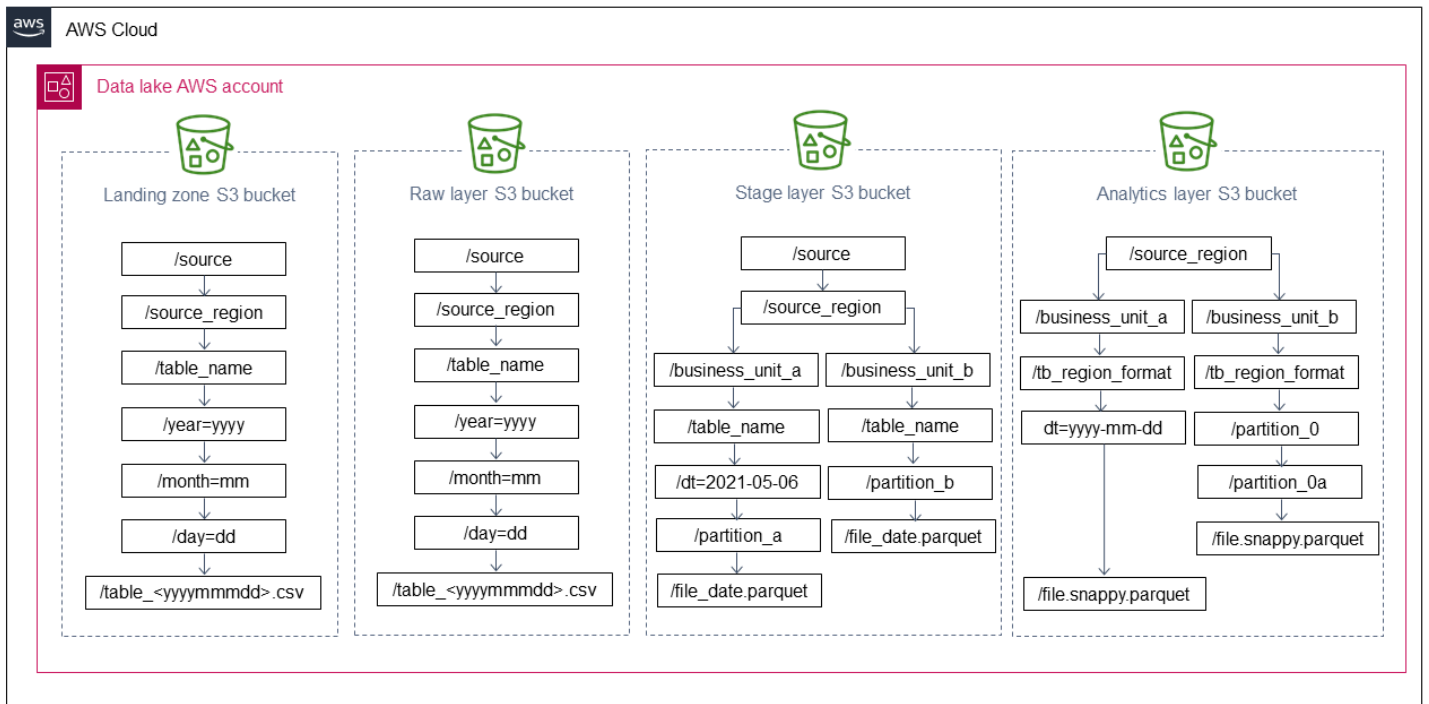 aws
AWS Cloud
Data lake AWS account
Landing zone S3 bucket
/source
/source_region
/table_name
/year=yyyy
/month=mm
/day=dd
/table_<yyyymmmdd>.csv
Raw layer S3 bucket
/source
/source_region
/table_name
/year=yyyy
/month=mm
/day=dd
/table_<yyyymmmdd>.csv
Stage layer S3 bucket
/source
/source_region
/business_unit_a
/table_name
/dt=2021-05-06
/partition_a
/file_date.parquet
/business_unit_b
/table_name
/partition_b
/file_date.parquet
Analytics layer S3 bucket
/source_region
/business_unit_a
/tb_region_format
dt=yyyy-mm-dd
/file.snappy.parquet
/business_unit_b
/tb_region_format
/partition_0
/partition_0a
/file.snappy.parquet